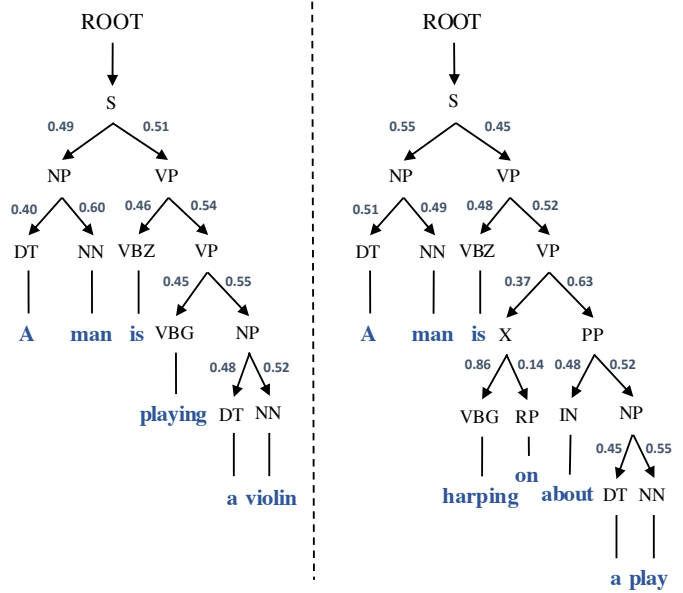 ROOT ROOT
S S
0.49 0.51 0.55 0.45
NP VP NP VP
0.40 0.60 0.46 0.54 0.51 0.49 0.48 0.52
DT NN VBZ VP DT NN VBZ VP
0.45 0.55 0.37 0.63
A man is VBG NP A man is X PP
0.48 0.52 0.86 0.14 0.48 0.52
playing DT NN VBG RP IN NP
0.45 0.55
on
a violin harping about DT NN
a play